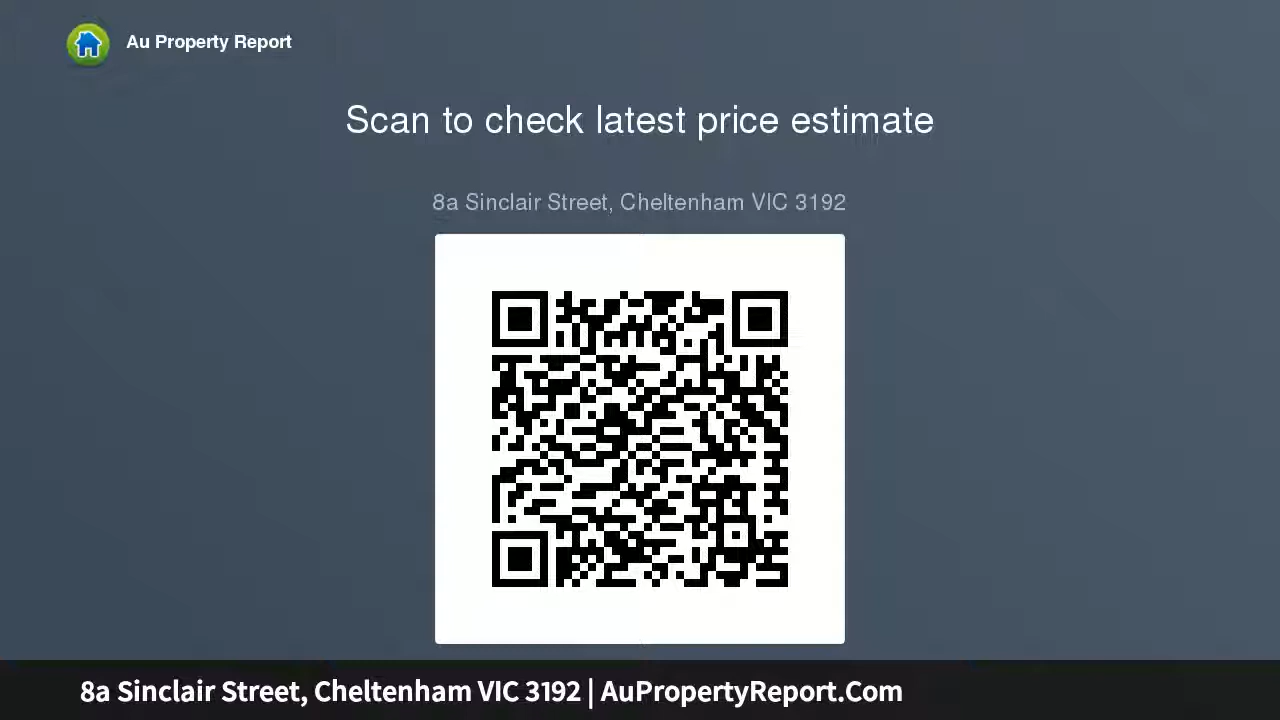 Au Property Report
Scan to check latest price estimate
8a Sinclair Street, Cheltenham VIC 3192
8a Sinclair Street, Cheltenham VIC 3192 | AuPropertyReport.Com